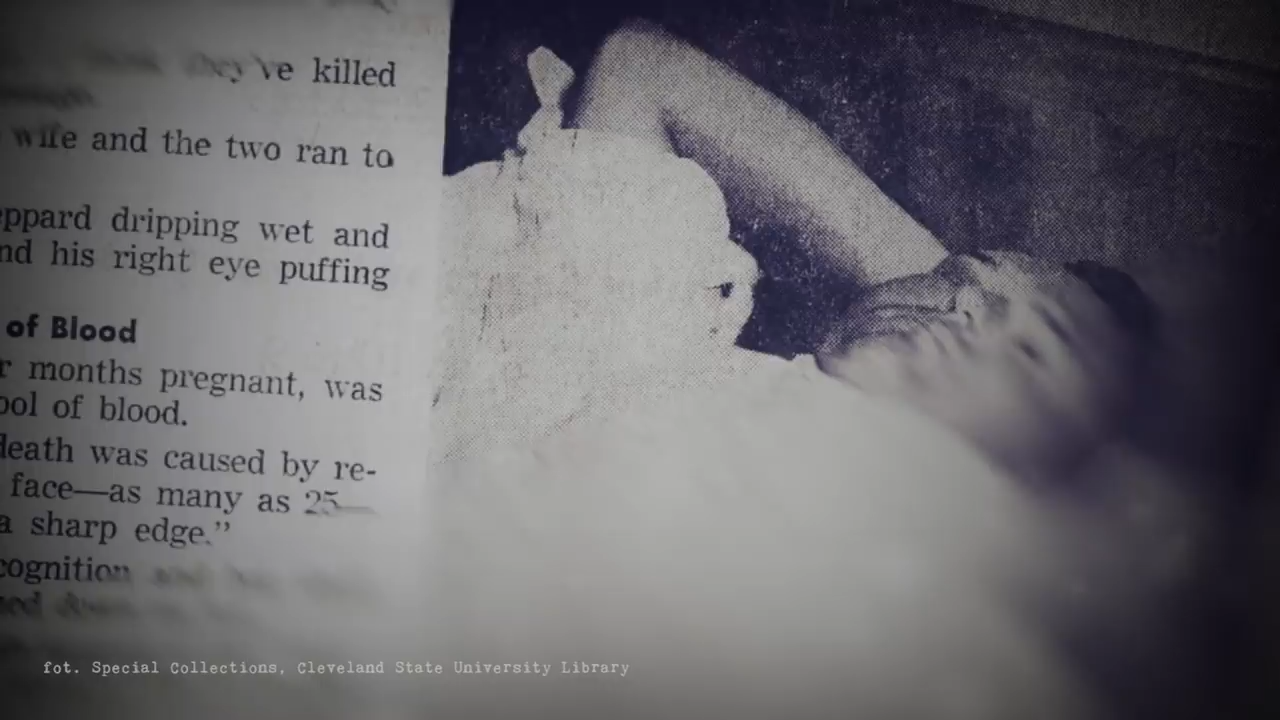 they've killed
wife and the two ran to
ppard dripping wet and
nd his right eye puffing
of Blood
r months pregnant, was
ool of blood.
death was caused by re-
face—as many as 25—
a sharp edge.”
cognition
fot. Special Collections, Cleveland State University Library